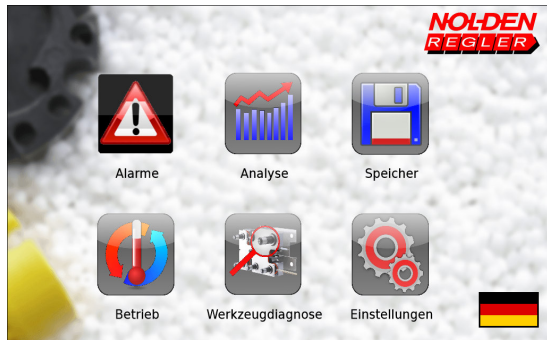 NOLDEN
REGLER
Alarme
Analyse
Speicher
Betrieb
Werkzeugdiagnose
Einstellungen